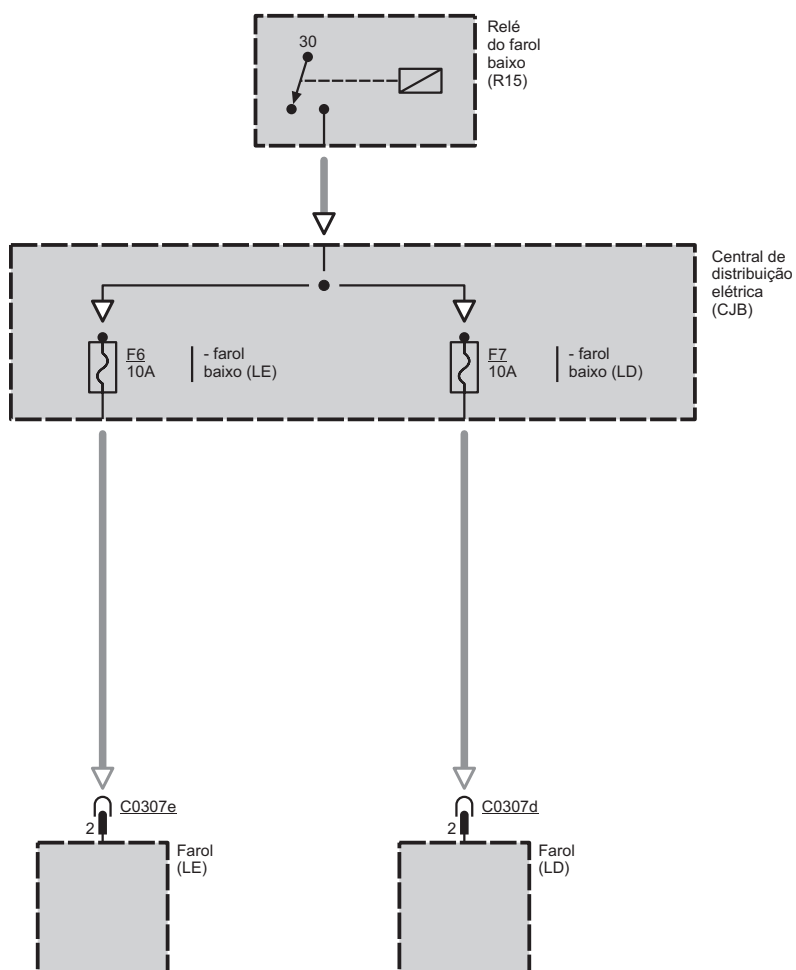 30
Relé
do farol
baixo
(R15)
Central de
distribuição
elétrica
(CJB)
F6
10A
- farol
baixo (LE)
F7
10A
- farol
baixo (LD)
C0307e
2
Farol
(LE)
C0307d
2
Farol
(LD)